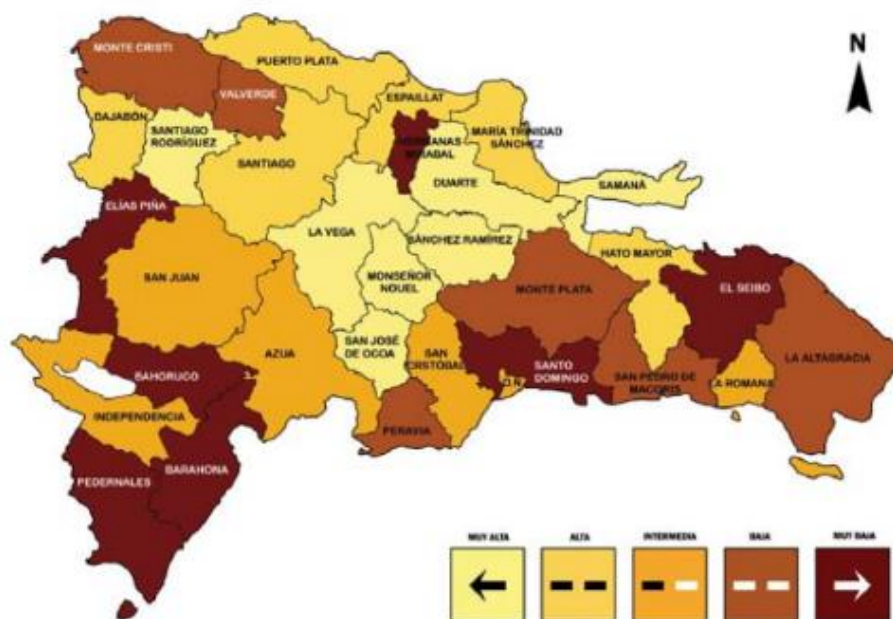 MONTE CRISTI
PUERTO PLATA
N
VALVERDE
ESPAILLAT
DAJABÓN
SANTIAGO
RODRÍGUEZ
MARÍA TRINIDAD
SÁNCHEZ
SANTIAGO
MIRABAL
DUARTE
SAMANÁ
ELÍAS PIÑA
LA VEGA
SÁNCHEZ RAMÍREZ
HATO MAYOR
SAN JUAN
MONSEÑOR
NOUEL
MONTE PLATA
EL SEIBO
SAN JOSÉ
DE OCOA
AZUA
SAN
CRISTÓBAL
BAHORUCO
D.N.
SANTO
DOMINGO
SAN PEDRO DE
MACORIS
LA ROMANA
LA ALTAGRACIA
INDEPENDENCIA
PERAVIA
BARAHONA
PEDERNALES
MUY ALTA
ALTA
INTERMEDIA
BAJA
MUY BAJA